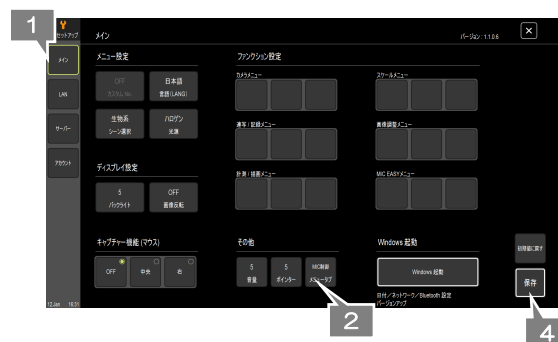 1
セットアップ
メイン
バージョン: 1.1.0.6
メイン
LAN
サーバー
アカウント
メニュー設定
OFF
カスタム No.
日本語
言語(LANG)
生物系
シーン選択
ハロゲン
光源
ファンクション設定
カメラメニュー
スケールメニュー
連写 / 記録メニュー
画像調整メニュー
計測 / 描画メニュー
MIC EASYメニュー
ディスプレイ設定
5
バックライト
OFF
画像反転
キャプチャー機能 (マウス)
OFF
中央
右
その他
5
音量
5
ポインター
MIC制御
メニュータブ
Windows 起動
Windows 起動
日付／ネットワーク／Bluetooth 設定
バージョンアップ
初期値に戻す
保存
12.Jan 16:31
2
4